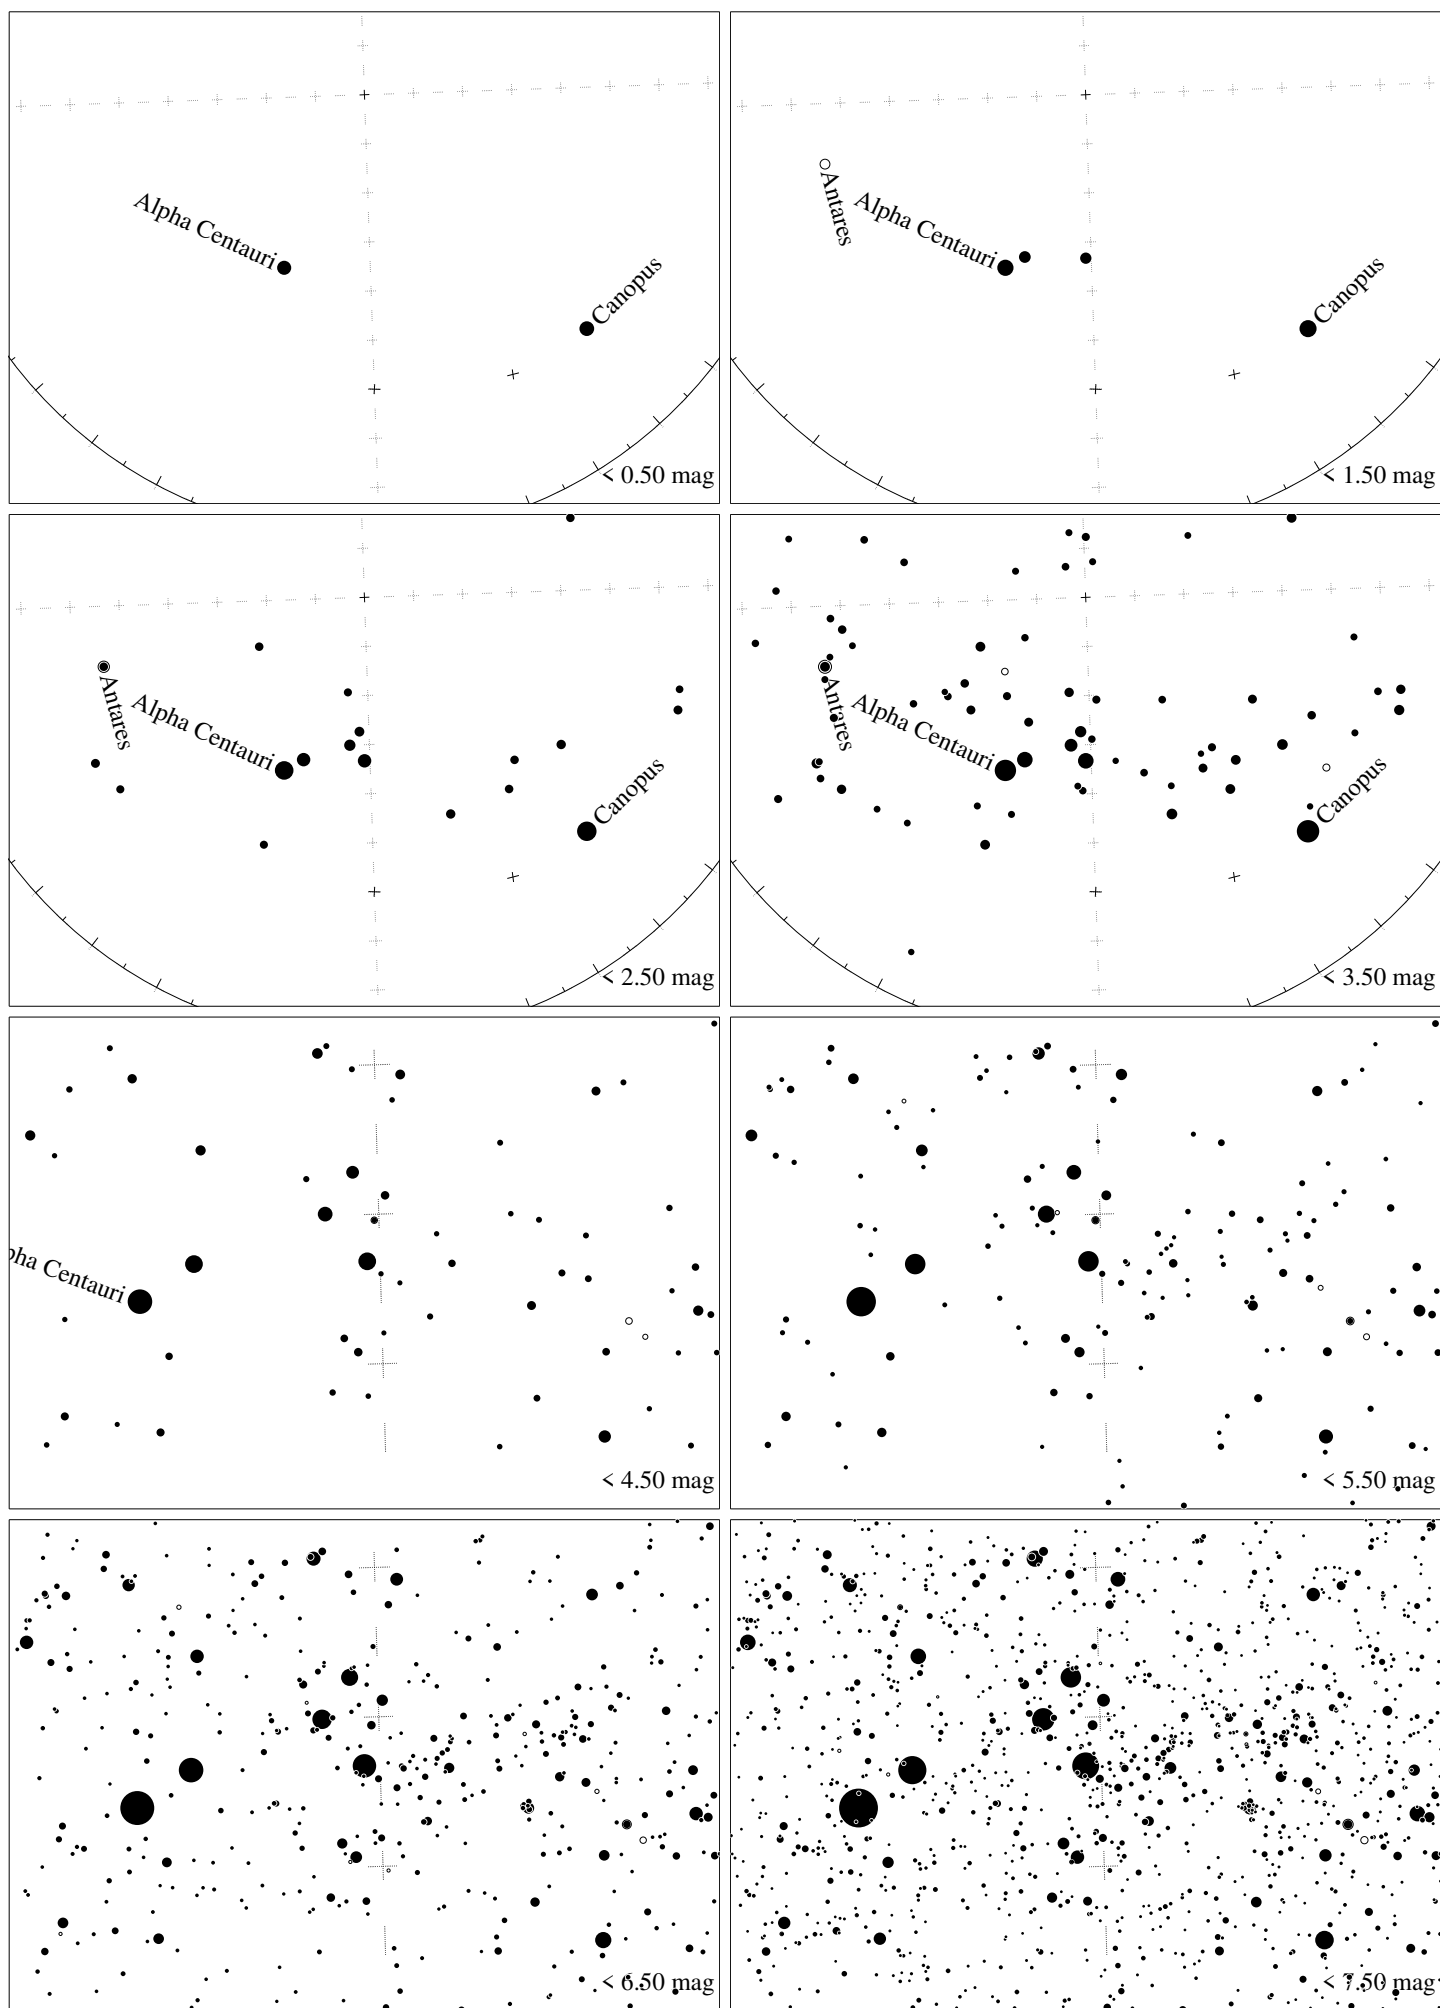 Alpha Centauri
Canopus
< 0.50 mag
Antares
Alpha Centauri
Canopus
< 1.50 mag
Antares
Alpha Centauri
Canopus
< 2.50 mag
Antares
Alpha Centauri
Canopus
< 3.50 mag
pha Centauri
< 4.50 mag
< 5.50 mag
< 6.50 mag
< 7.50 mag